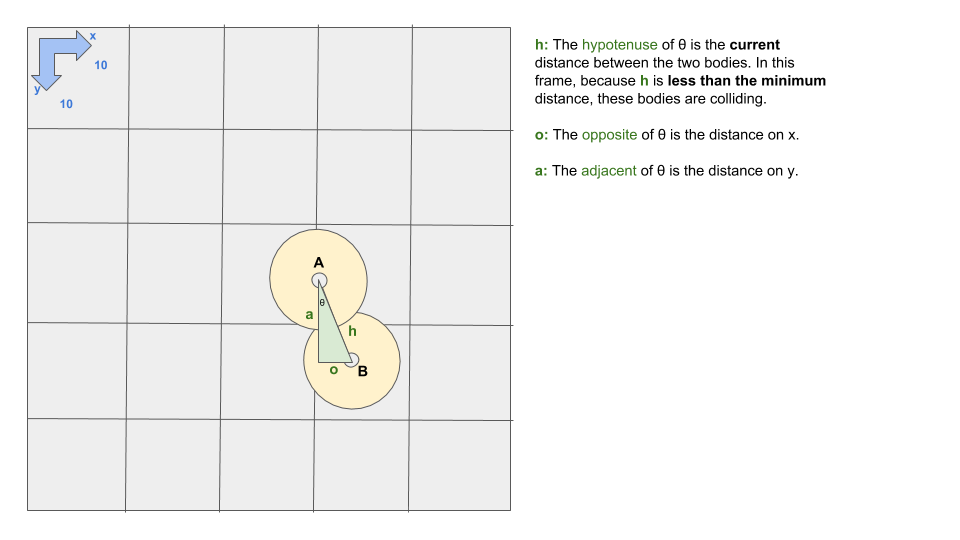 x
10
y
10
h: The hypotenuse of θ is the current
distance between the two bodies. In this
frame, because h is less than the minimum
distance, these bodies are colliding.
o: The opposite of θ is the distance on x.
a: The adjacent of θ is the distance on y.
A
θ
a
h
o
B